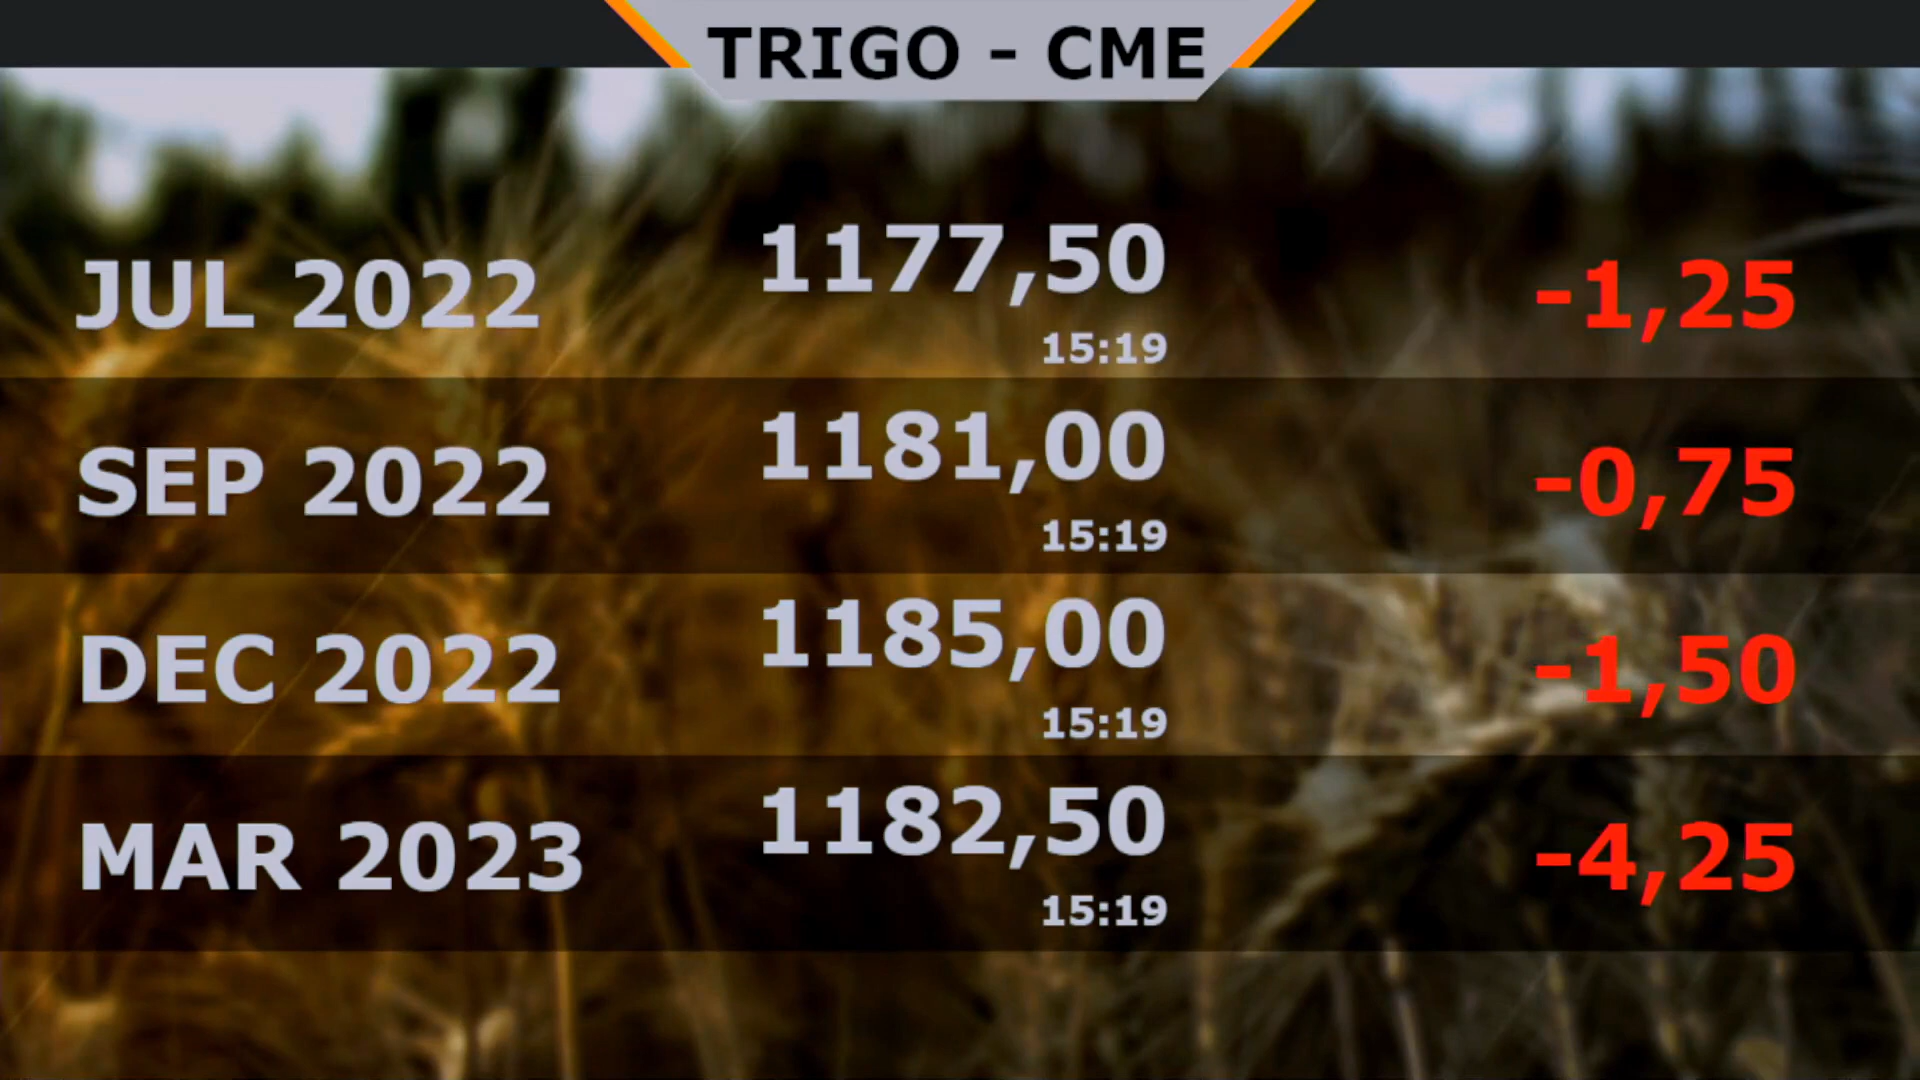 TRIGO - CME
JUL 2022 1177,50 -1,25
15:19
SEP 2022 1181,00 -0,75
15:19
DEC 2022 1185,00 -1,50
15:19
MAR 2023 1182,50 -4,25
15:19